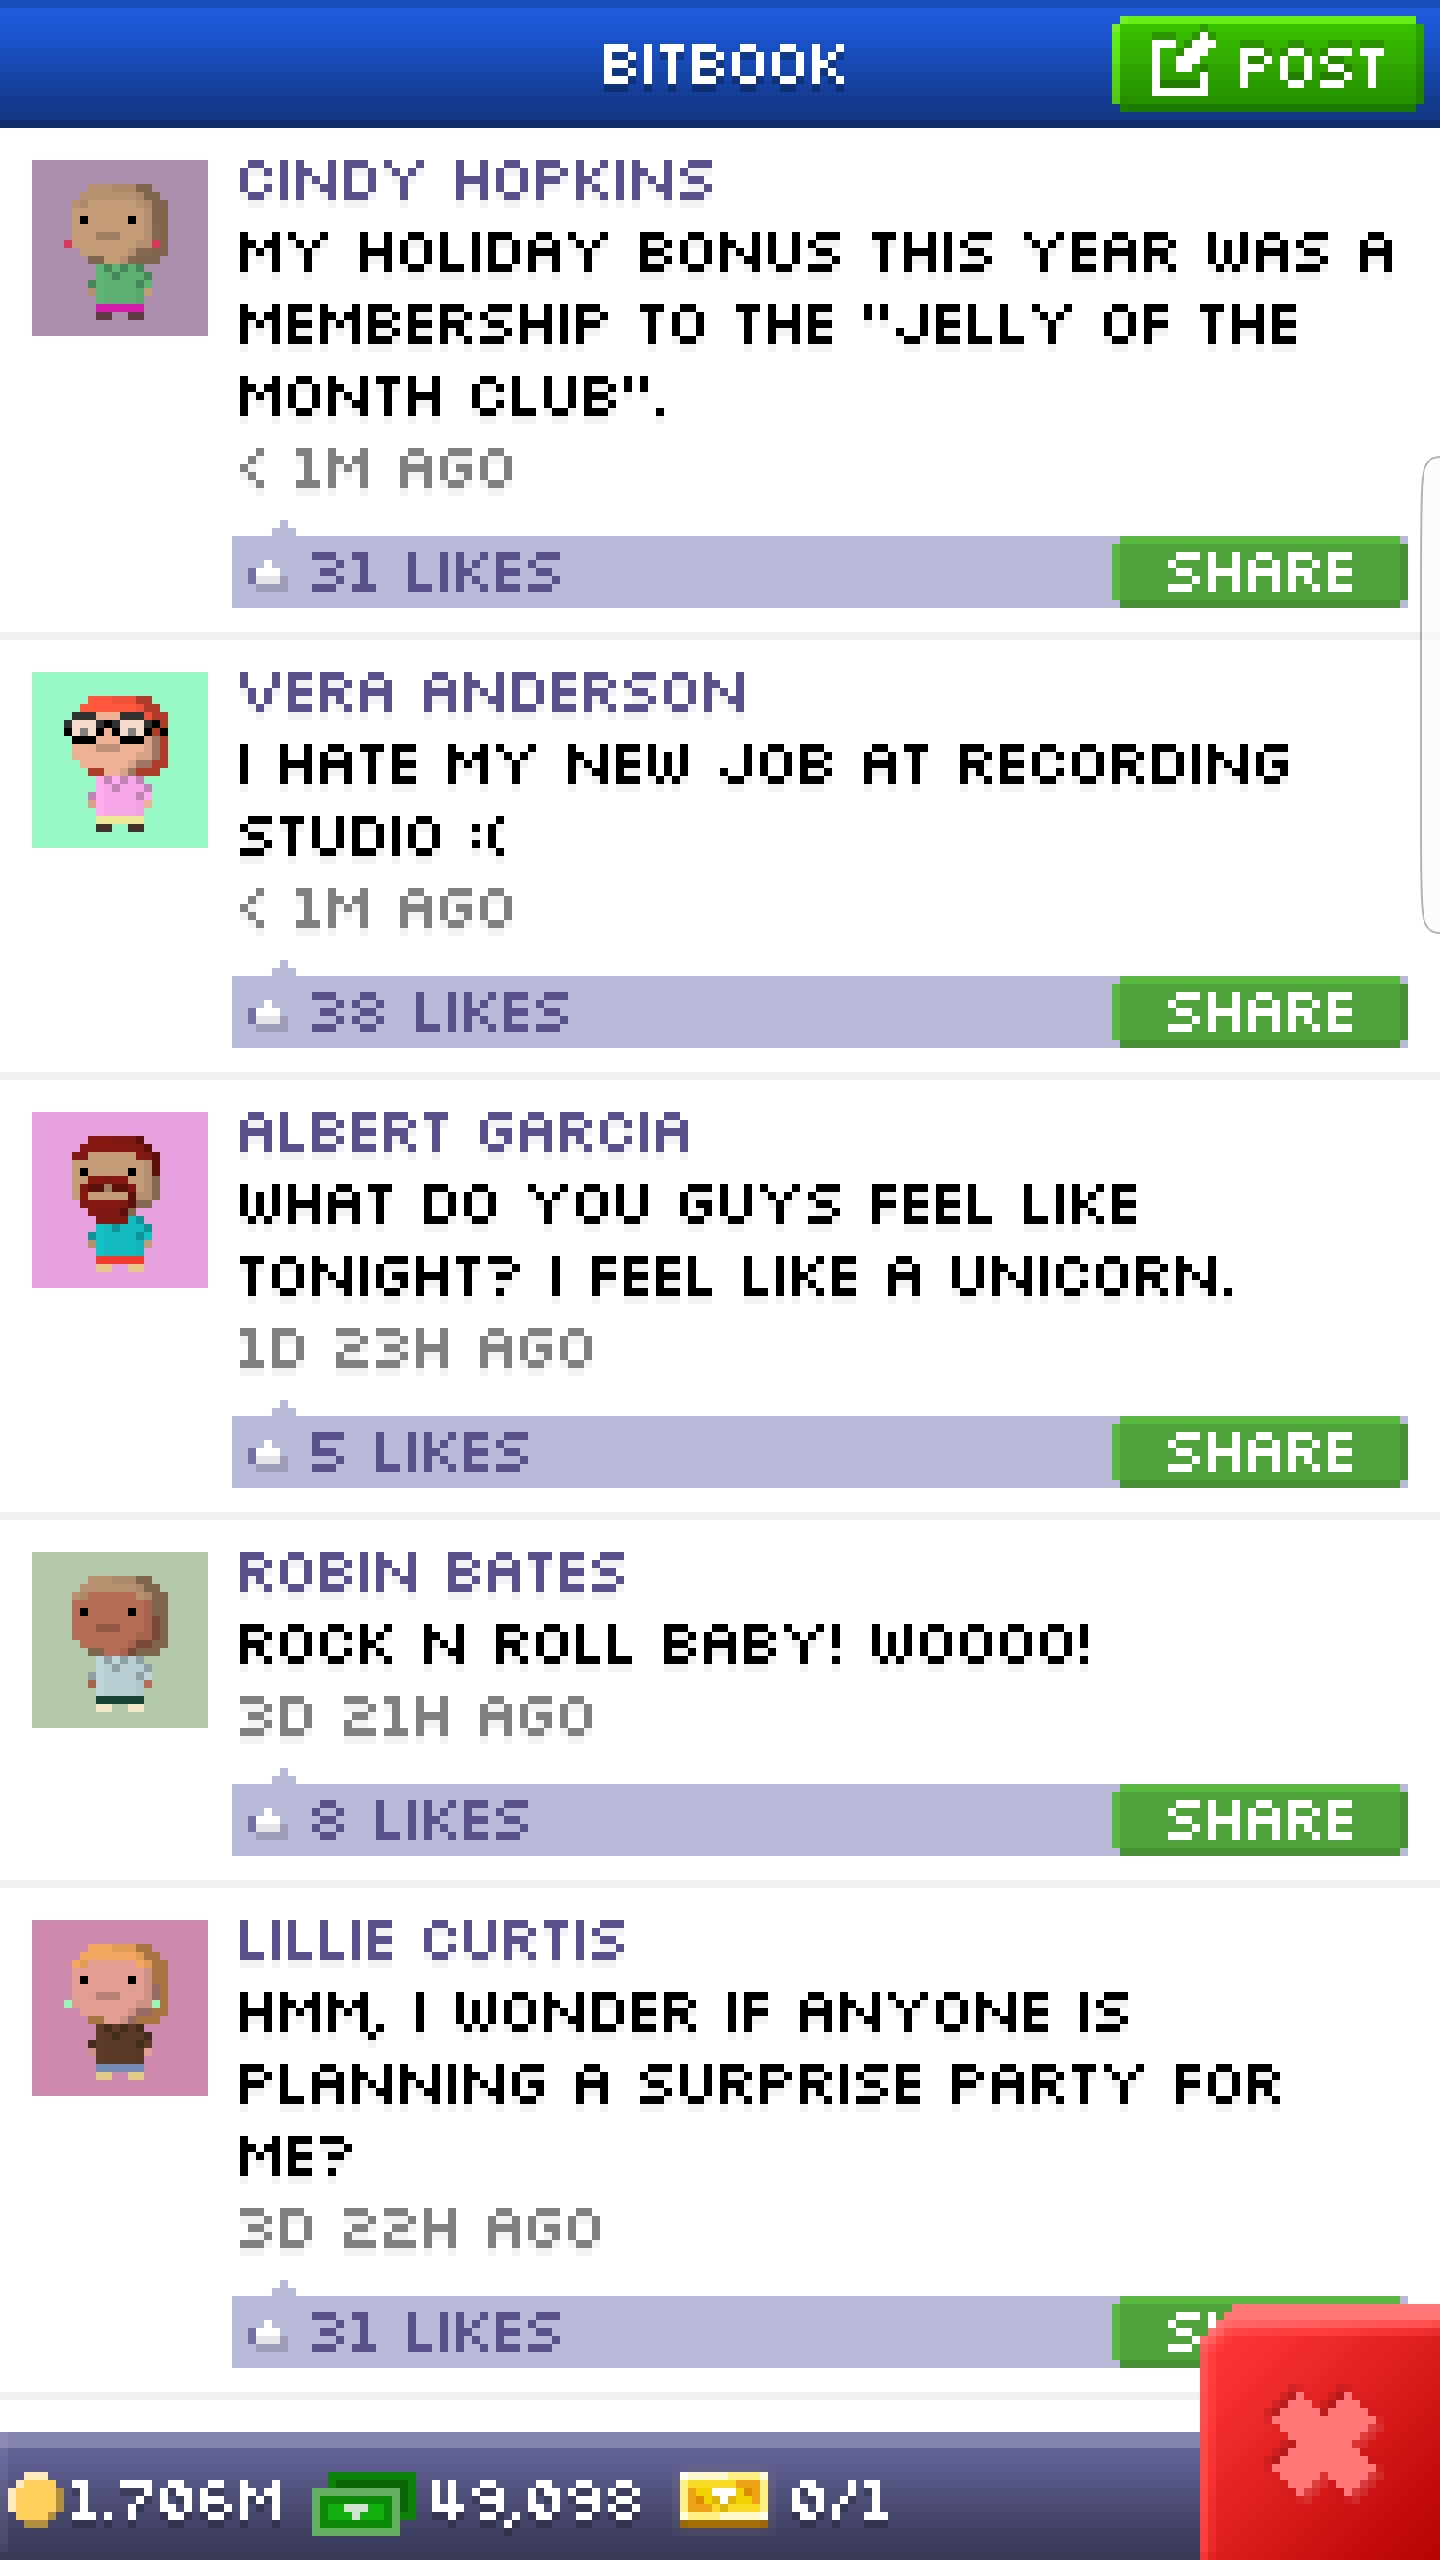 BITBOOK
POST
CINDY HOPKINS
MY HOLIDAY BONUS THIS YEAR WAS A
MEMBERSHIP TO THE "JELLY OF THE
MONTH CLUB".
< 1M AGO
31 LIKES
SHARE
VERA ANDERSON
I HATE MY NEW JOB AT RECORDING
STUDIO :(
< 1M AGO
38 LIKES
SHARE
ALBERT GARCIA
WHAT DO YOU GUYS FEEL LIKE
TONIGHT? I FEEL LIKE A UNICORN.
1D 23H AGO
5 LIKES
SHARE
ROBIN BATES
ROCK N ROLL BABY! WOOOO!
3D 21H AGO
8 LIKES
SHARE
LILLIE CURTIS
HMM, I WONDER IF ANYONE IS
PLANNING A SURPRISE PARTY FOR
ME?
3D 22H AGO
31 LIKES
1.706M
49,098
0/1